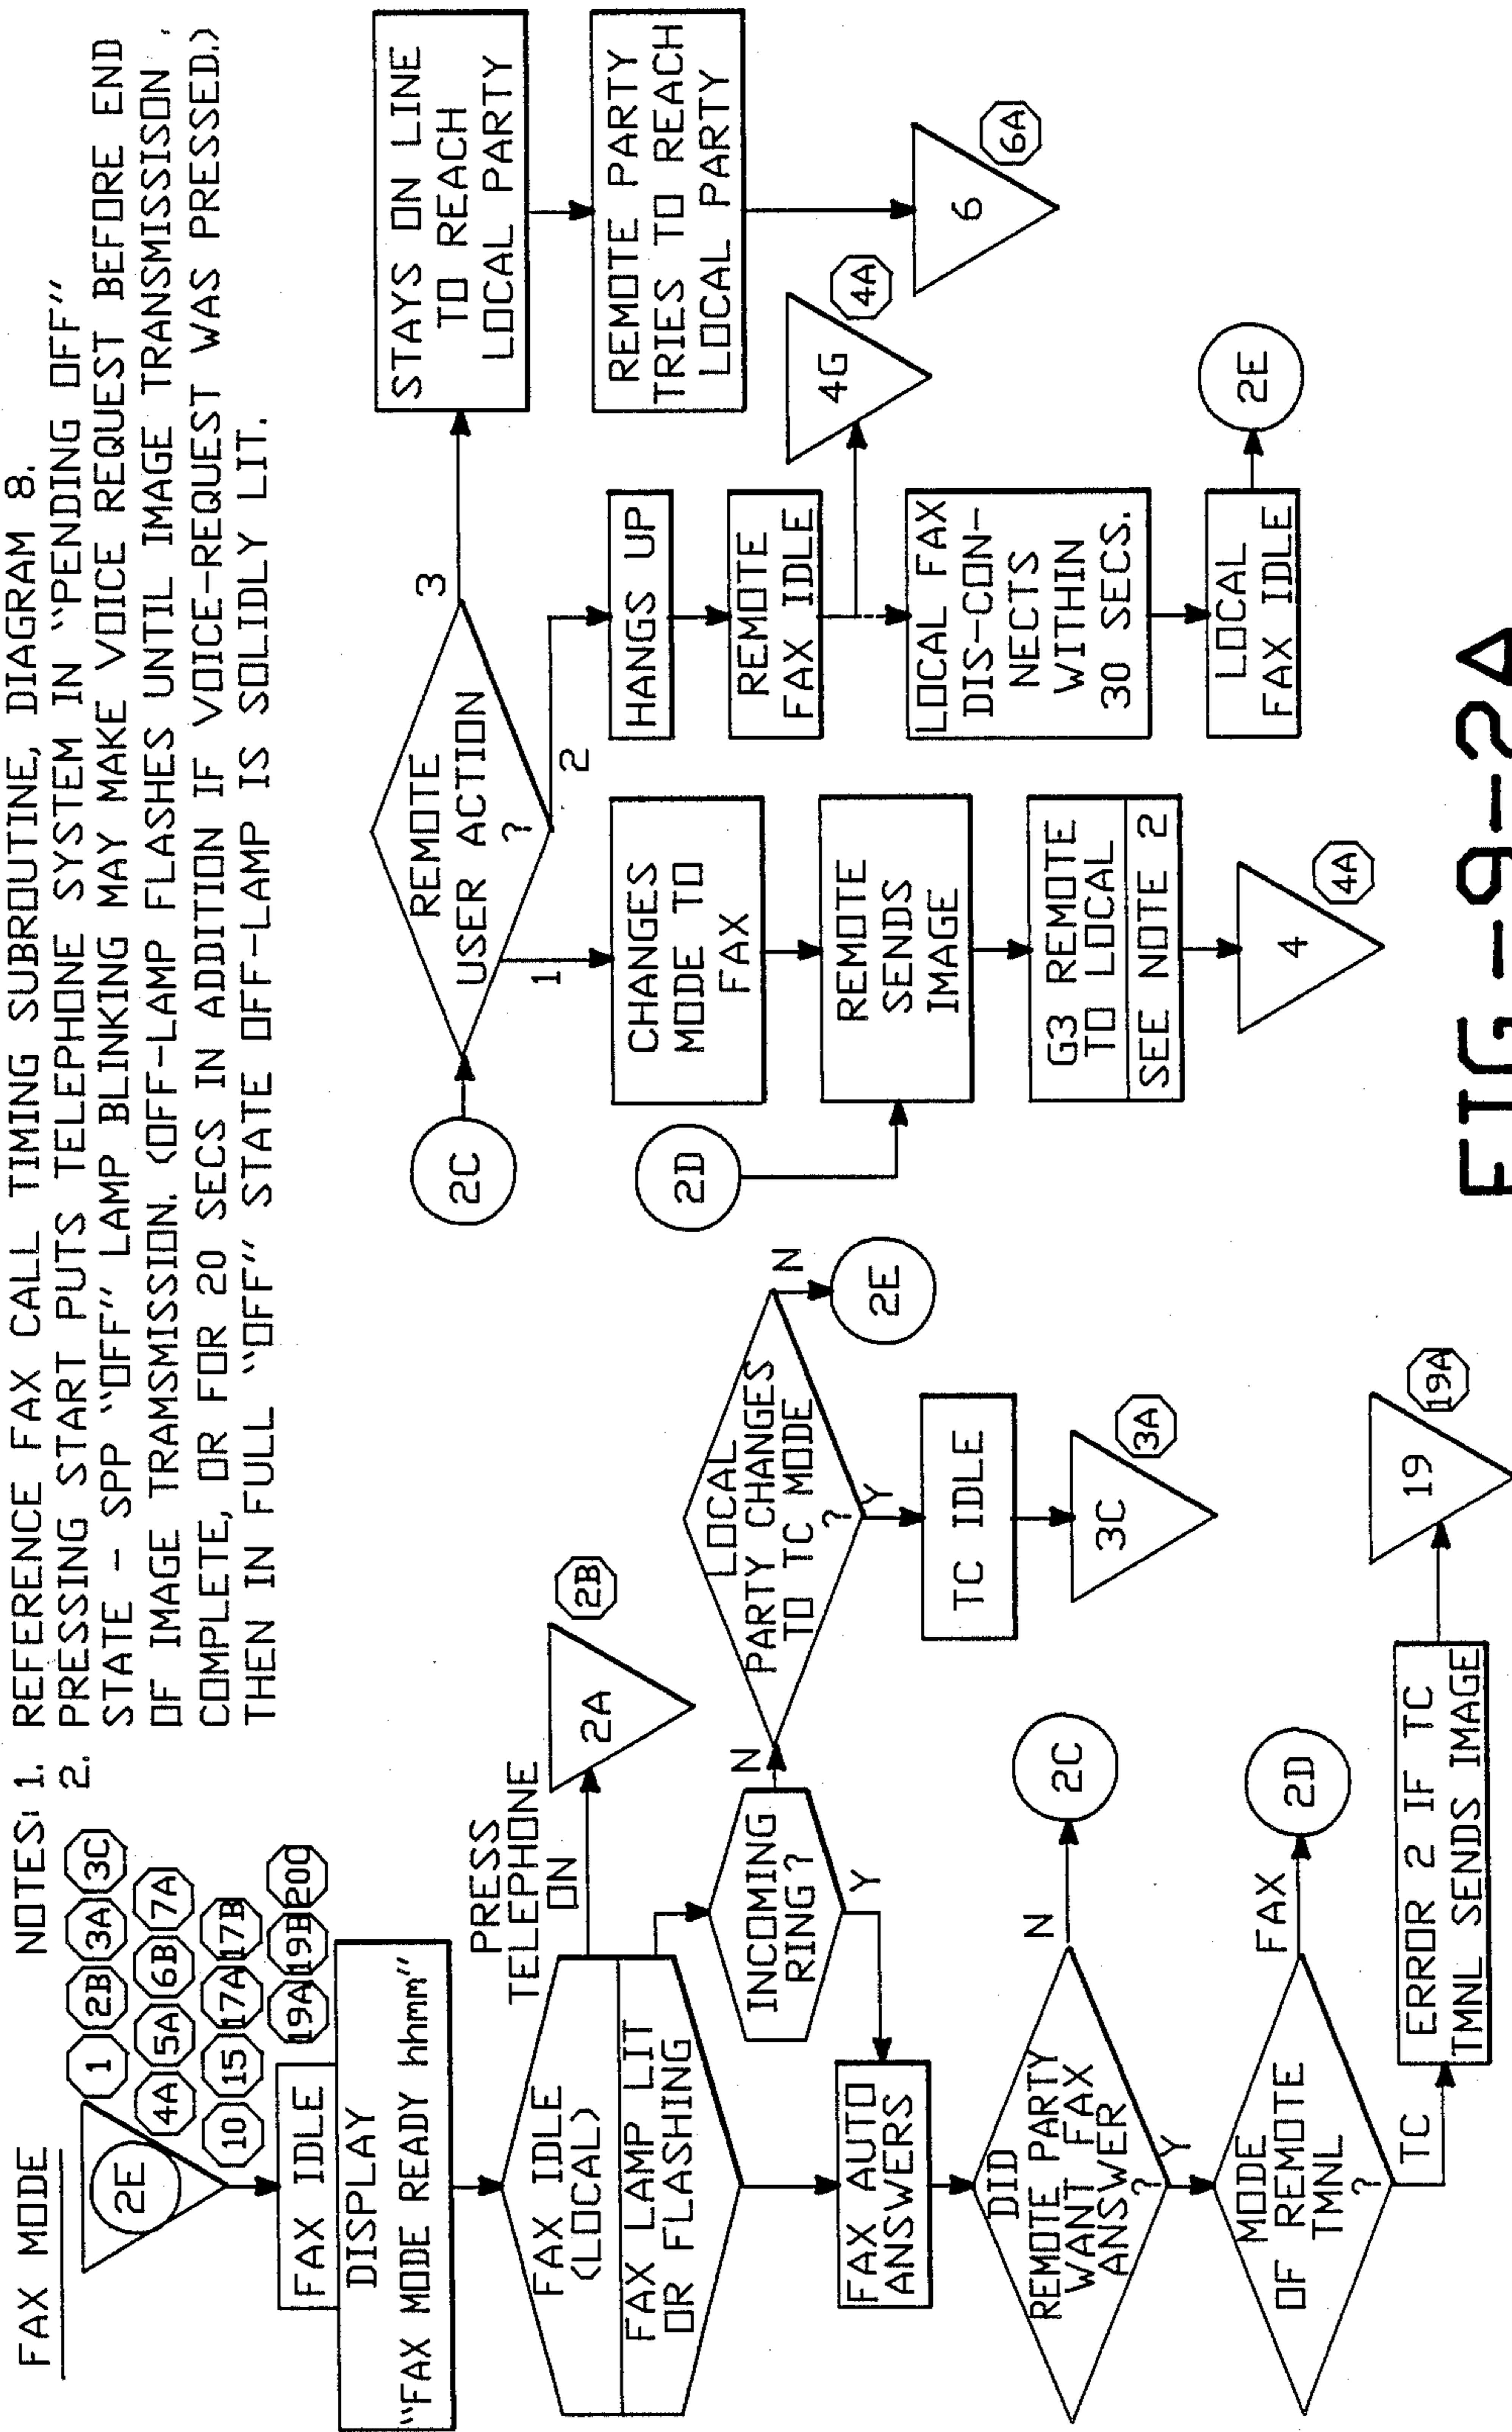 FAX MODE
NOTES: 1. REFERENCE FAX CALL TIMING SUBROUTINE, DIAGRAM 8.
2. PRESSING START PUTS TELEPHONE SYSTEM IN "PENDING OFF"
STATE - SPP "OFF" LAMP BLINKING MAY MAKE VOICE REQUEST BEFORE END
OF IMAGE TRAMSMISSION. (OFF-LAMP FLASHES UNTIL IMAGE TRANSMISSISON
COMPLETE, OR FOR 20 SECS IN ADDITION IF VOICE-REQUEST WAS PRESSED.)
THEN IN FULL "OFF" STATE OFF-LAMP IS SOLIDLY LIT.
2E
1 2B 3A 3C
4A 5A 6B 7A
10 15 17A 17B
19A 19B 20C
FAX IDLE
DISPLAY
"FAX MODE READY hhmm"
FAX IDLE
(LOCAL)
FAX LAMP LIT
OR FLASHING
PRESS
TELEPHONE
ON
2A
2B
INCOMING
RING?
N
Y
LOCAL
PARTY CHANGES
TO TC MODE
?
N
2E
Y
TC IDLE
3C
3A
FAX AUTO
ANSWERS
DID
REMOTE PARTY
WANT FAX
ANSWER
?
N
2C
Y
MODE
OF REMOTE
TMNL
?
FAX
2D
TC
ERROR 2 IF TC
TMNL SENDS IMAGE
19
19A
2C
REMOTE
USER ACTION
?
1
2
3
CHANGES
MODE TO
FAX
2D
REMOTE
SENDS
IMAGE
G3 REMOTE
TO LOCAL
SEE NOTE 2
4
4A
HANGS UP
REMOTE
FAX IDLE
4G
4A
LOCAL FAX
DIS-CON-
NECTS
WITHIN
30 SECS.
LOCAL
FAX IDLE
2E
STAYS ON LINE
TO REACH
LOCAL PARTY
REMOTE PARTY
TRIES TO REACH
LOCAL PARTY
6
6A
FIG.-9-2A